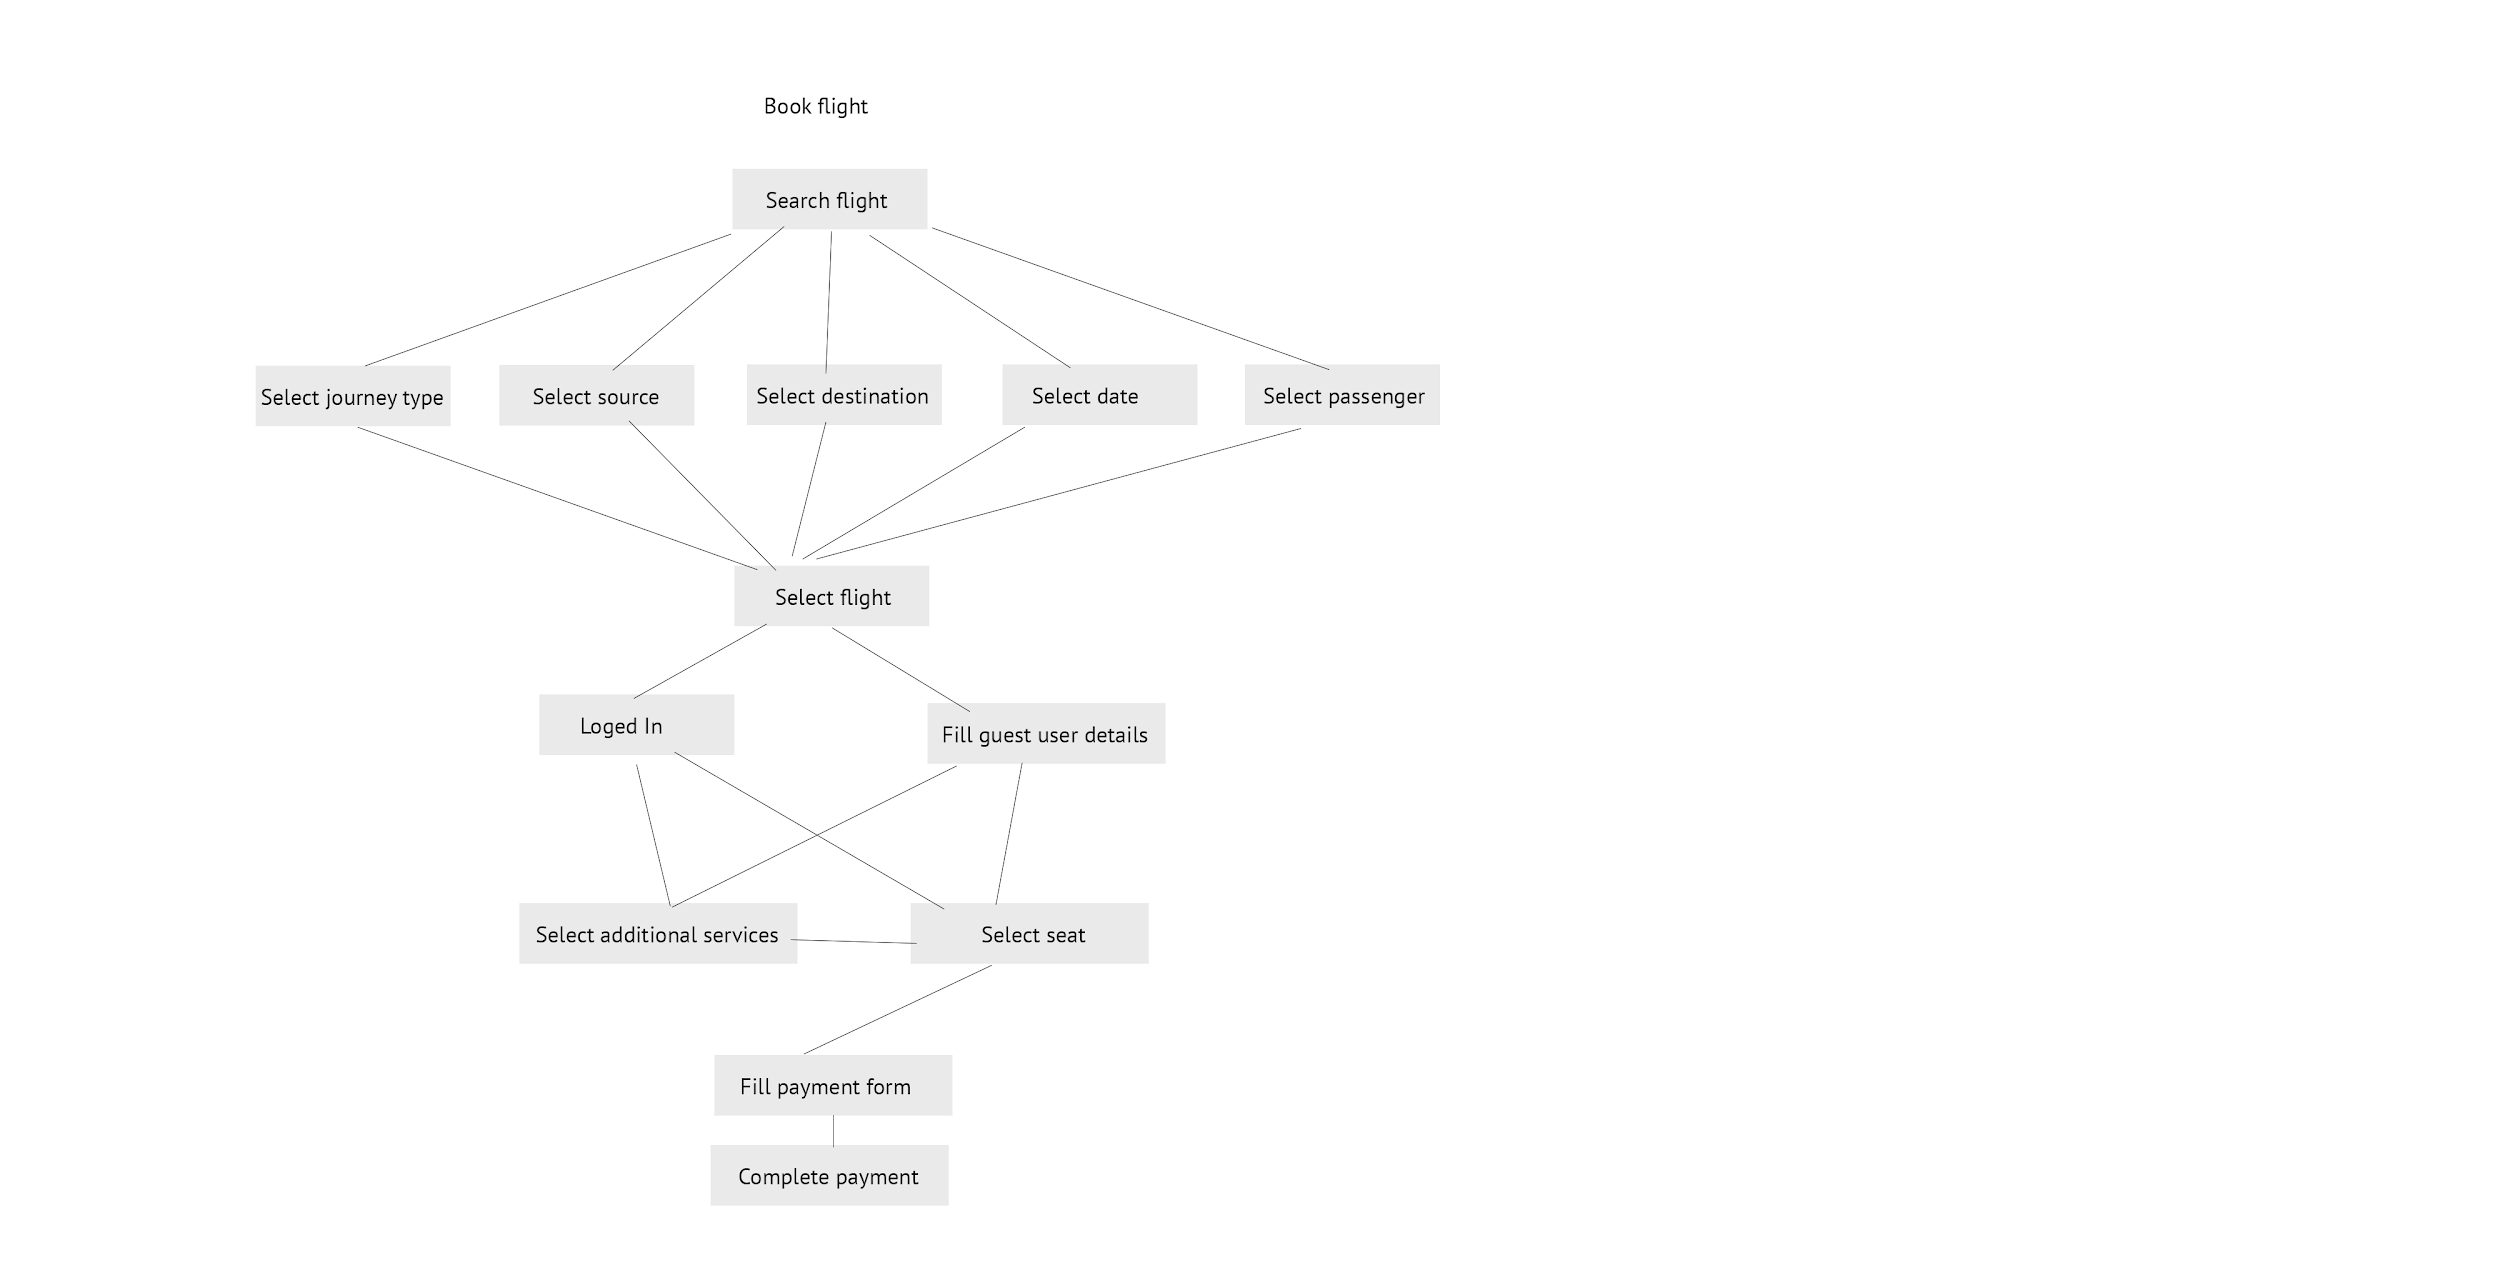 Book flight
Search flight
Select journey type
Select source
Select destination
Select date
Select passenger
Select flight
Loged In
Fill guest user details
Select additional services
Select seat
Fill payment form
Complete payment